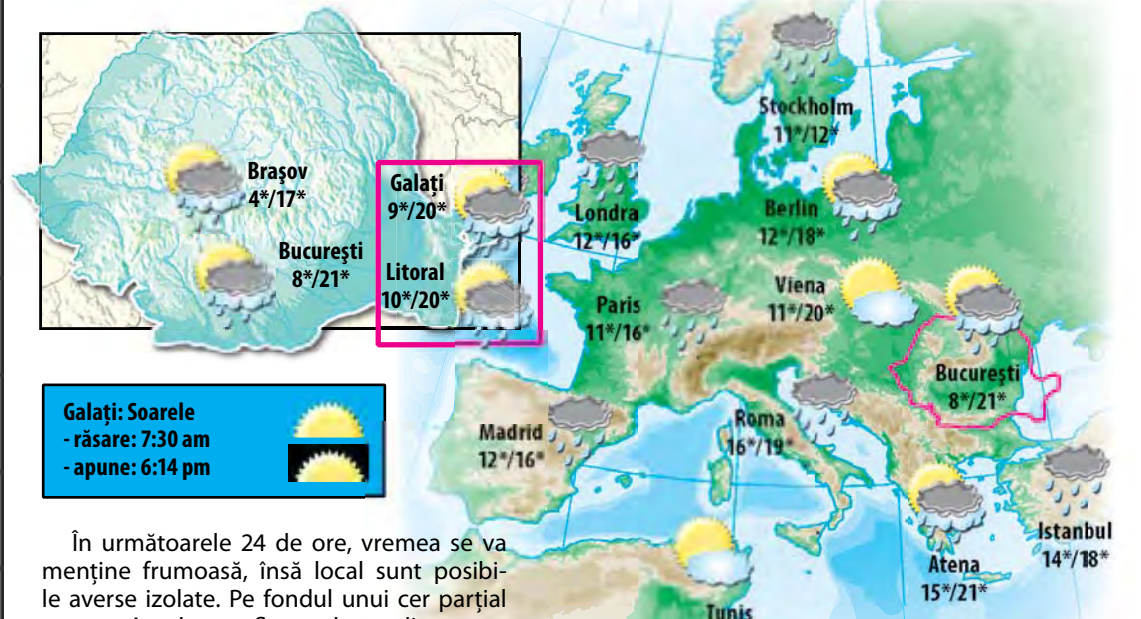 Brașov
4*/17*
București
8*/21*
Galați
9*/20*
Litoral
10*/20*
Stockholm
11*/12*
Londra
12*/16*
Berlin
12*/18*
Paris
11*/16*
Viena
11*/20*
București
8*/21*
Madrid
12*/16*
Roma
16*/19*
Atena
15*/21*
Istanbul
14*/18*
Tunis
Galați: Soarele
- răsare: 7:30 am
- apune: 6:14 pm
În următoarele 24 de ore, vremea se va
menține frumoasă, însă local sunt posibi-
le averse izolate. Pe fondul unui cer parțial